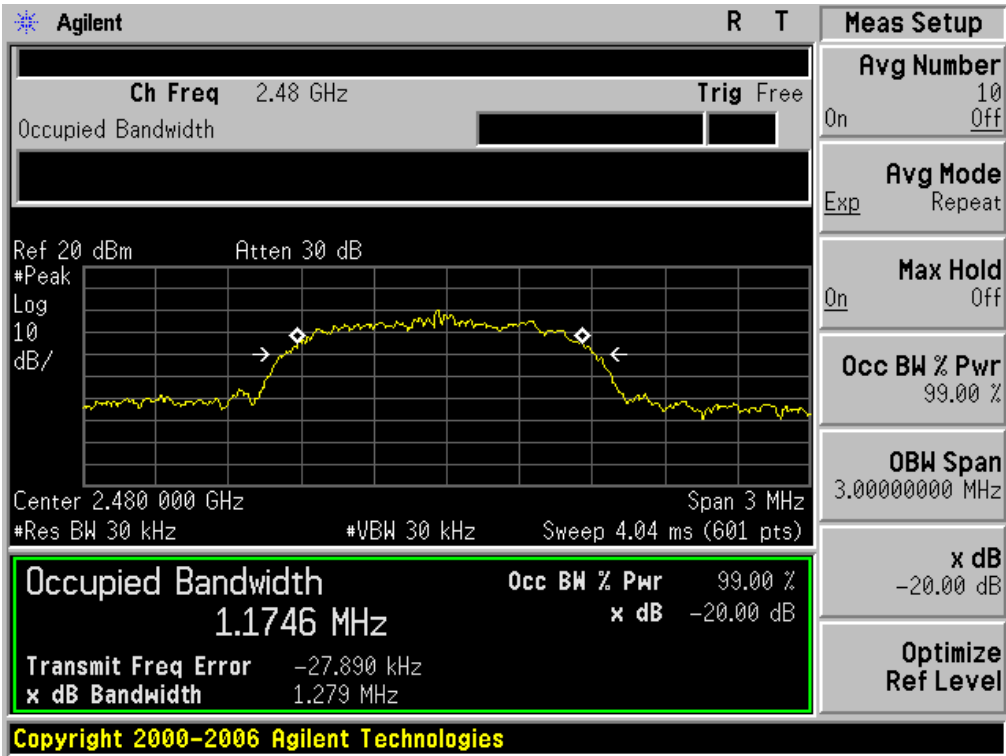 Agilent R T
Ch Freq 2.48 GHz Trig Free
Occupied Bandwidth
Ref 20 dBm Atten 30 dB
#Peak
Log
10
dB/
Center 2.480 000 GHz Span 3 MHz
#Res BW 30 kHz #VBW 30 kHz Sweep 4.04 ms (601 pts)
Occupied Bandwidth Occ BW % Pwr 99.00 %
1.1746 MHz x dB -20.00 dB
Transmit Freq Error -27.890 kHz
x dB Bandwidth 1.279 MHz
Copyright 2000-2006 Agilent Technologies
Meas Setup
Avg Number
10
On Off
Avg Mode
Exp Repeat
Max Hold
On Off
Occ BW % Pwr
99.00 %
OBW Span
3.00000000 MHz
x dB
-20.00 dB
Optimize
Ref Level